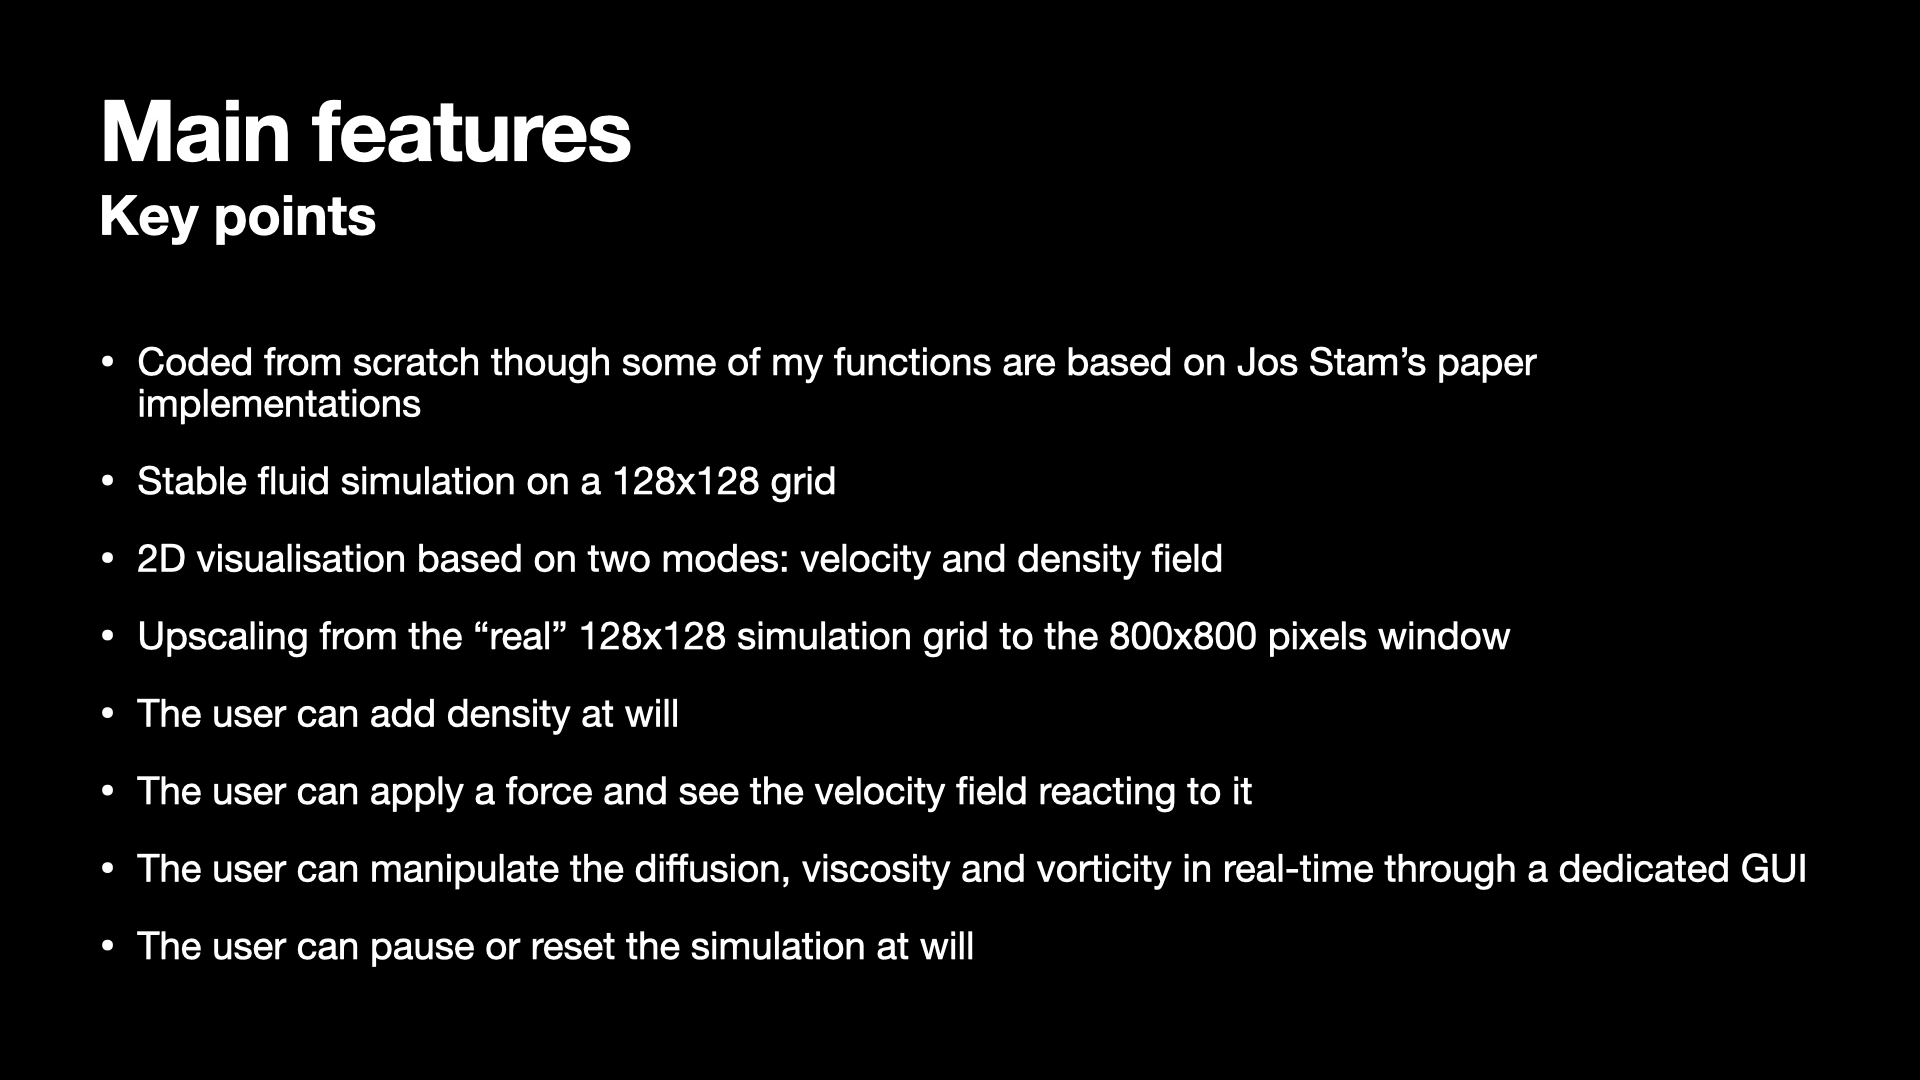 Main features
Key points
• Coded from scratch though some of my functions are based on Jos Stam’s paper
implementations
• Stable fluid simulation on a 128x128 grid
• 2D visualisation based on two modes: velocity and density field
• Upscaling from the “real” 128x128 simulation grid to the 800x800 pixels window
• The user can add density at will
• The user can apply a force and see the velocity field reacting to it
• The user can manipulate the diffusion, viscosity and vorticity in real-time through a dedicated GUI
• The user can pause or reset the simulation at will